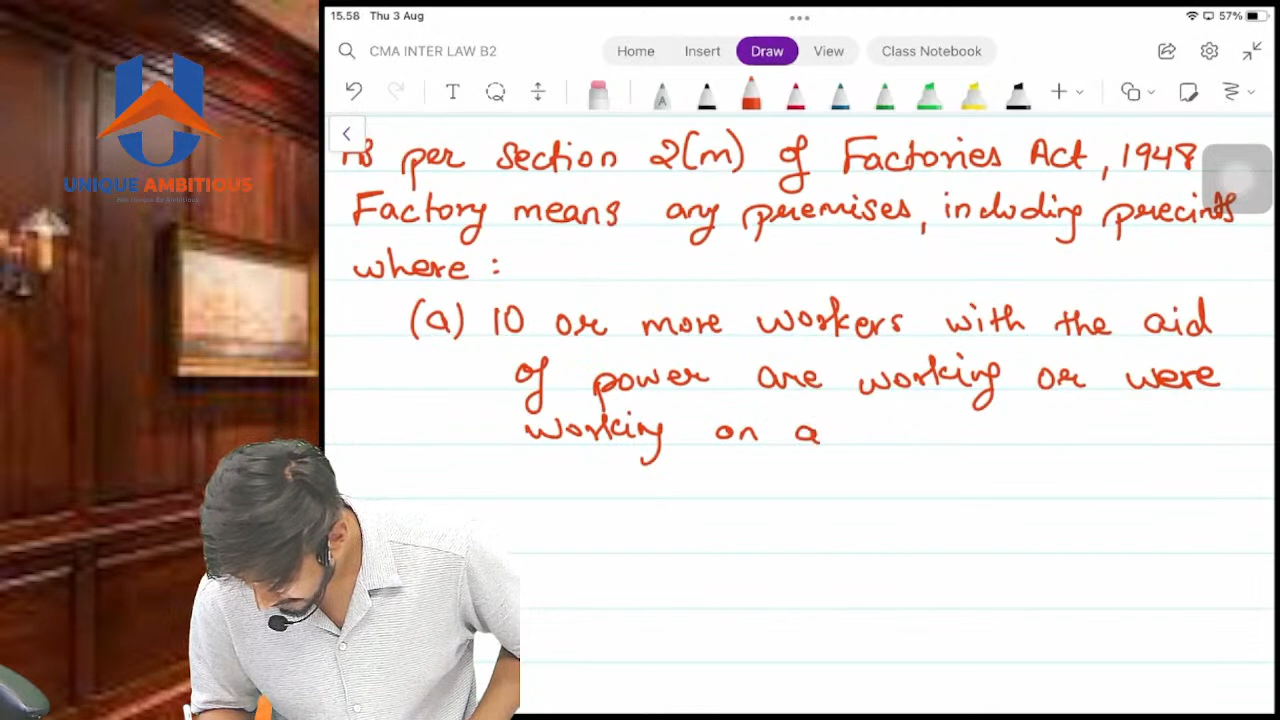 15.58 Thu 3 Aug
57%
CMA INTER LAW B2
Home Insert Draw View Class Notebook
UNIQUE AMBITIOUS
per section 2(m) of Factories Act, 1948
Factory means any premises, including precints
where :
(a) 10 or more workers with the aid
of power are working or were
working on a